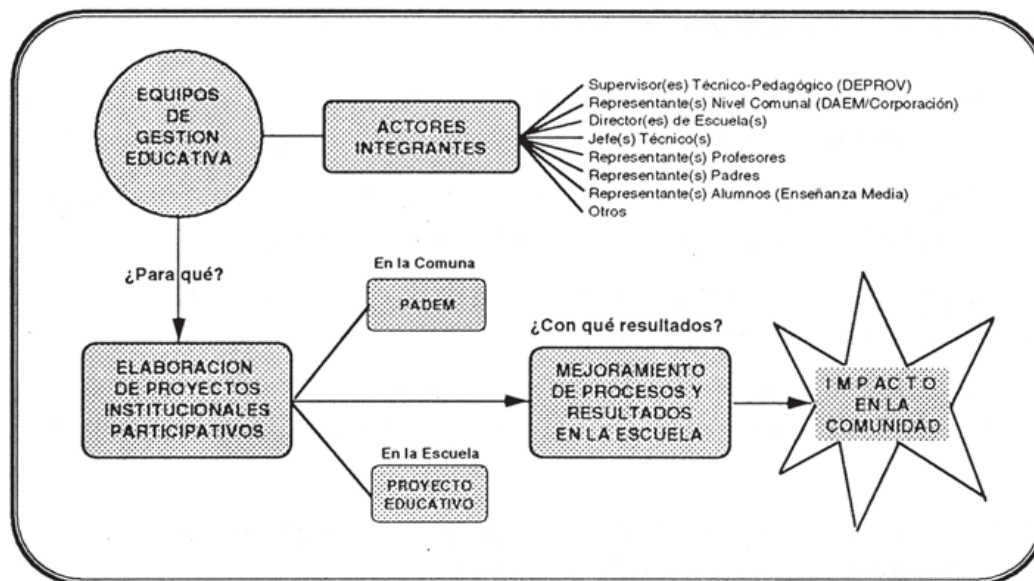 EQUIPOS
DE
GESTION
EDUCATIVA
ACTORES
INTEGRANTES
Supervisor(es) Técnico-Pedagógico (DEPROV)
Representante(s) Nivel Comunal (DAEM/Corporación)
Director(es) de Escuela(s)
Jefe(s) Técnico(s)
Representante(s) Profesores
Representante(s) Padres
Representante(s) Alumnos (Enseñanza Media)
Otros
¿Para qué?
ELABORACION
DE PROYECTOS
INSTITUCIONALES
PARTICIPATIVOS
En la Comuna
PADEM
En la Escuela
PROYECTO
EDUCATIVO
¿Con qué resultados?
MEJORAMIENTO
DE PROCESOS Y
RESULTADOS
EN LA ESCUELA
IMPACTO
EN LA
COMUNIDAD